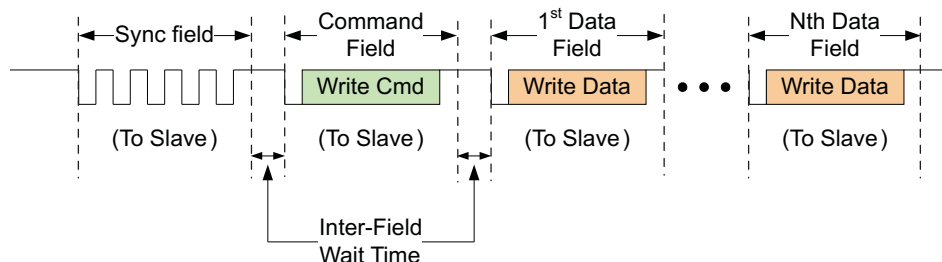 Sync field
Command
Field
1st Data
Field
Nth Data
Field
Write Cmd
Write Data
Write Data
(To Slave)
(To Slave)
(To Slave)
(To Slave)
Inter-Field
Wait Time